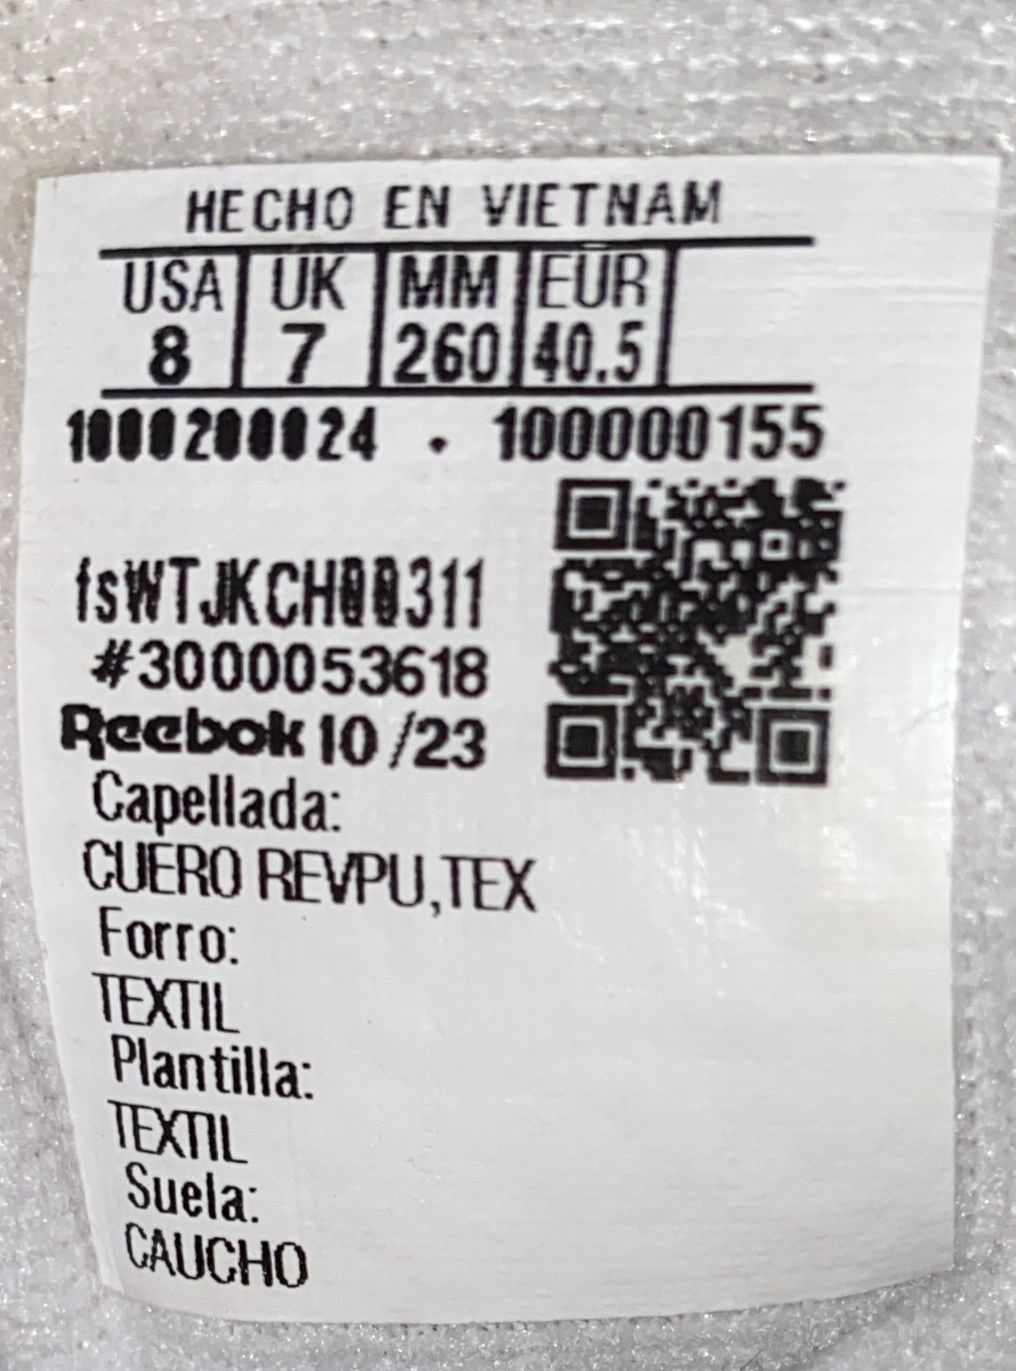 HECHO EN VIETNAM
USA UK MM EUR
8 7 260 40.5
1000200024 • 100000155
fsWTJKCH00311
#3000053618
Reebok 10 /23
Capellada:
CUERO REVPU,TEX
Forro:
TEXTIL
Plantilla:
TEXTIL
Suela:
CAUCHO